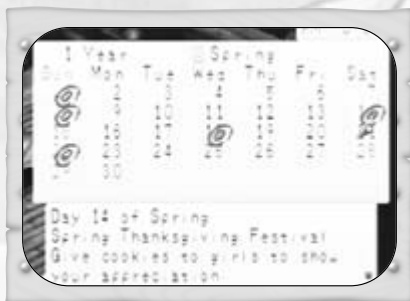 1 Year Spring
Sun Mon Tue Wed Thu Fri Sat
2 3 4 5 6 7
9 10 11 12 13
16 17 19 20
23 24 25 26 27
30
Day 14 of Spring
Spring Thanksgiving Festival
Give cookies to girls to show
your appreciation